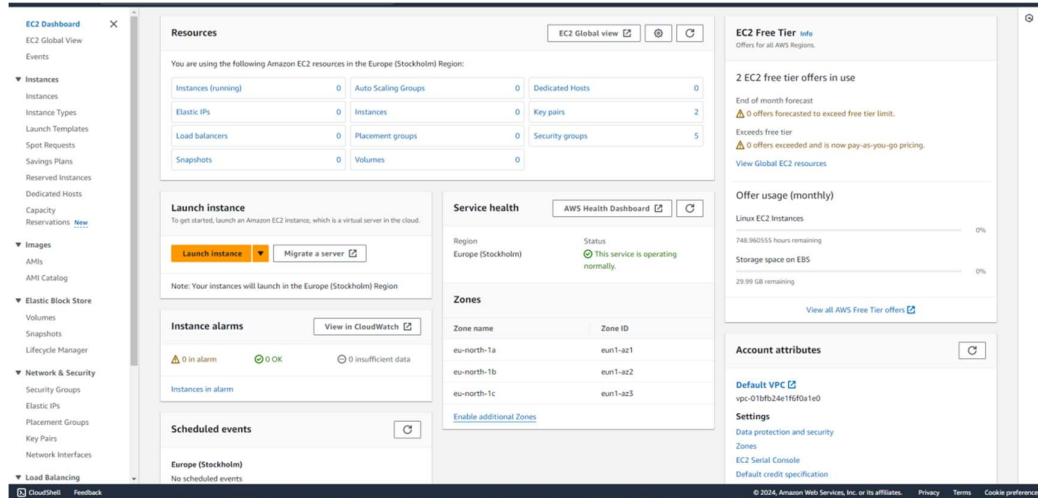 EC2 Dashboard
EC2 Global View
Events
Instances
Instances
Instance Types
Launch Templates
Spot Requests
Savings Plans
Reserved Instances
Dedicated Hosts
Capacity
Reservations New
Images
AMIs
AMI Catalog
Elastic Block Store
Volumes
Snapshots
Lifecycle Manager
Network & Security
Security Groups
Elastic IPs
Placement Groups
Key Pairs
Network Interfaces
Load Balancing
Resources
EC2 Global view
You are using the following Amazon EC2 resources in the Europe (Stockholm) Region:
Instances (running) 0 Auto Scaling Groups 0 Dedicated Hosts 0
Elastic IPs 0 Instances 0 Key pairs 2
Load balancers 0 Placement groups 0 Security groups 5
Snapshots 0 Volumes 0
Launch instance
To get started, launch an Amazon EC2 instance, which is a virtual server in the cloud.
Launch instance Migrate a server
Note: Your instances will launch in the Europe (Stockholm) Region
Instance alarms View in CloudWatch
0 in alarm 0 OK 0 insufficient data
Instances in alarm
Scheduled events
Europe (Stockholm)
No scheduled events
Service health AWS Health Dashboard
Region Status
Europe (Stockholm) This service is operating
normally.
Zones
Zone name Zone ID
eu-north-1a eun1-az1
eu-north-1b eun1-az2
eu-north-1c eun1-az3
Enable additional Zones
EC2 Free Tier Info
Offers for all AWS Regions.
2 EC2 free tier offers in use
End of month forecast
0 offers forecasted to exceed free tier limit.
Exceeds free tier
0 offers exceeded and is now pay-as-you-go pricing.
View Global EC2 resources
Offer usage (monthly)
Linux EC2 Instances
0%
748.960555 hours remaining
Storage space on EBS
0%
29.99 GB remaining
View all AWS Free Tier offers
Account attributes
Default VPC
vpc-01bfb24e1f6f0a1e0
Settings
Data protection and security
Zones
EC2 Serial Console
Default credit specification
CloudShell Feedback
© 2024, Amazon Web Services, Inc. or its affiliates. Privacy Terms Cookie preferences